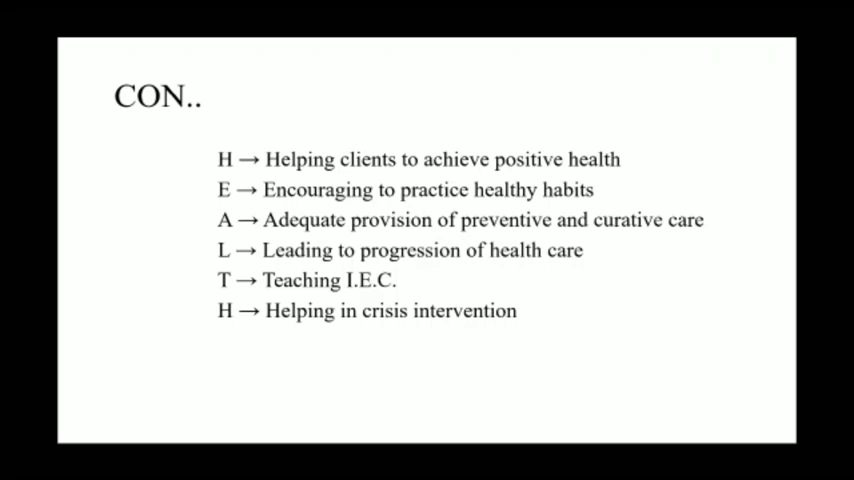 CON..
H → Helping clients to achieve positive health
E → Encouraging to practice healthy habits
A → Adequate provision of preventive and curative care
L → Leading to progression of health care
T → Teaching I.E.C.
H → Helping in crisis intervention